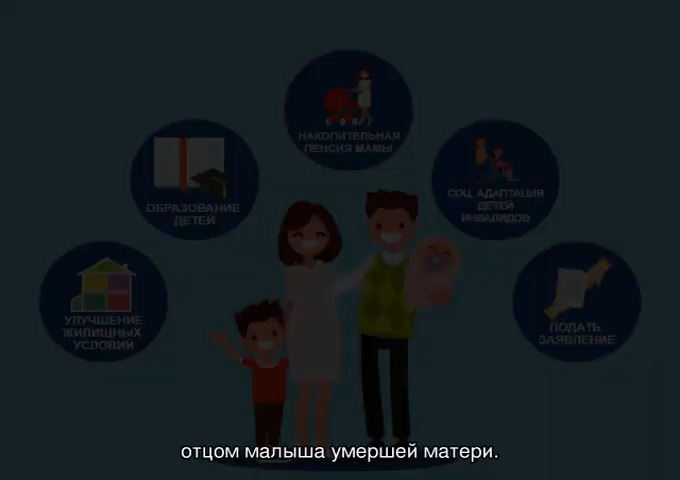 НАКОПИТЕЛЬНАЯ
ПЕНСИЯ МАМЫ
ОБРАЗОВАНИЕ
ДЕТЕЙ
СОЦ. АДАПТАЦИЯ
ДЕТЕЙ
ИНВАЛИДОВ
УЛУЧШЕНИЕ
ЖИЛИЩНЫХ
УСЛОВИЙ
ПОДАТЬ
ЗАЯВЛЕНИЕ
отцом малыша умершей матери.